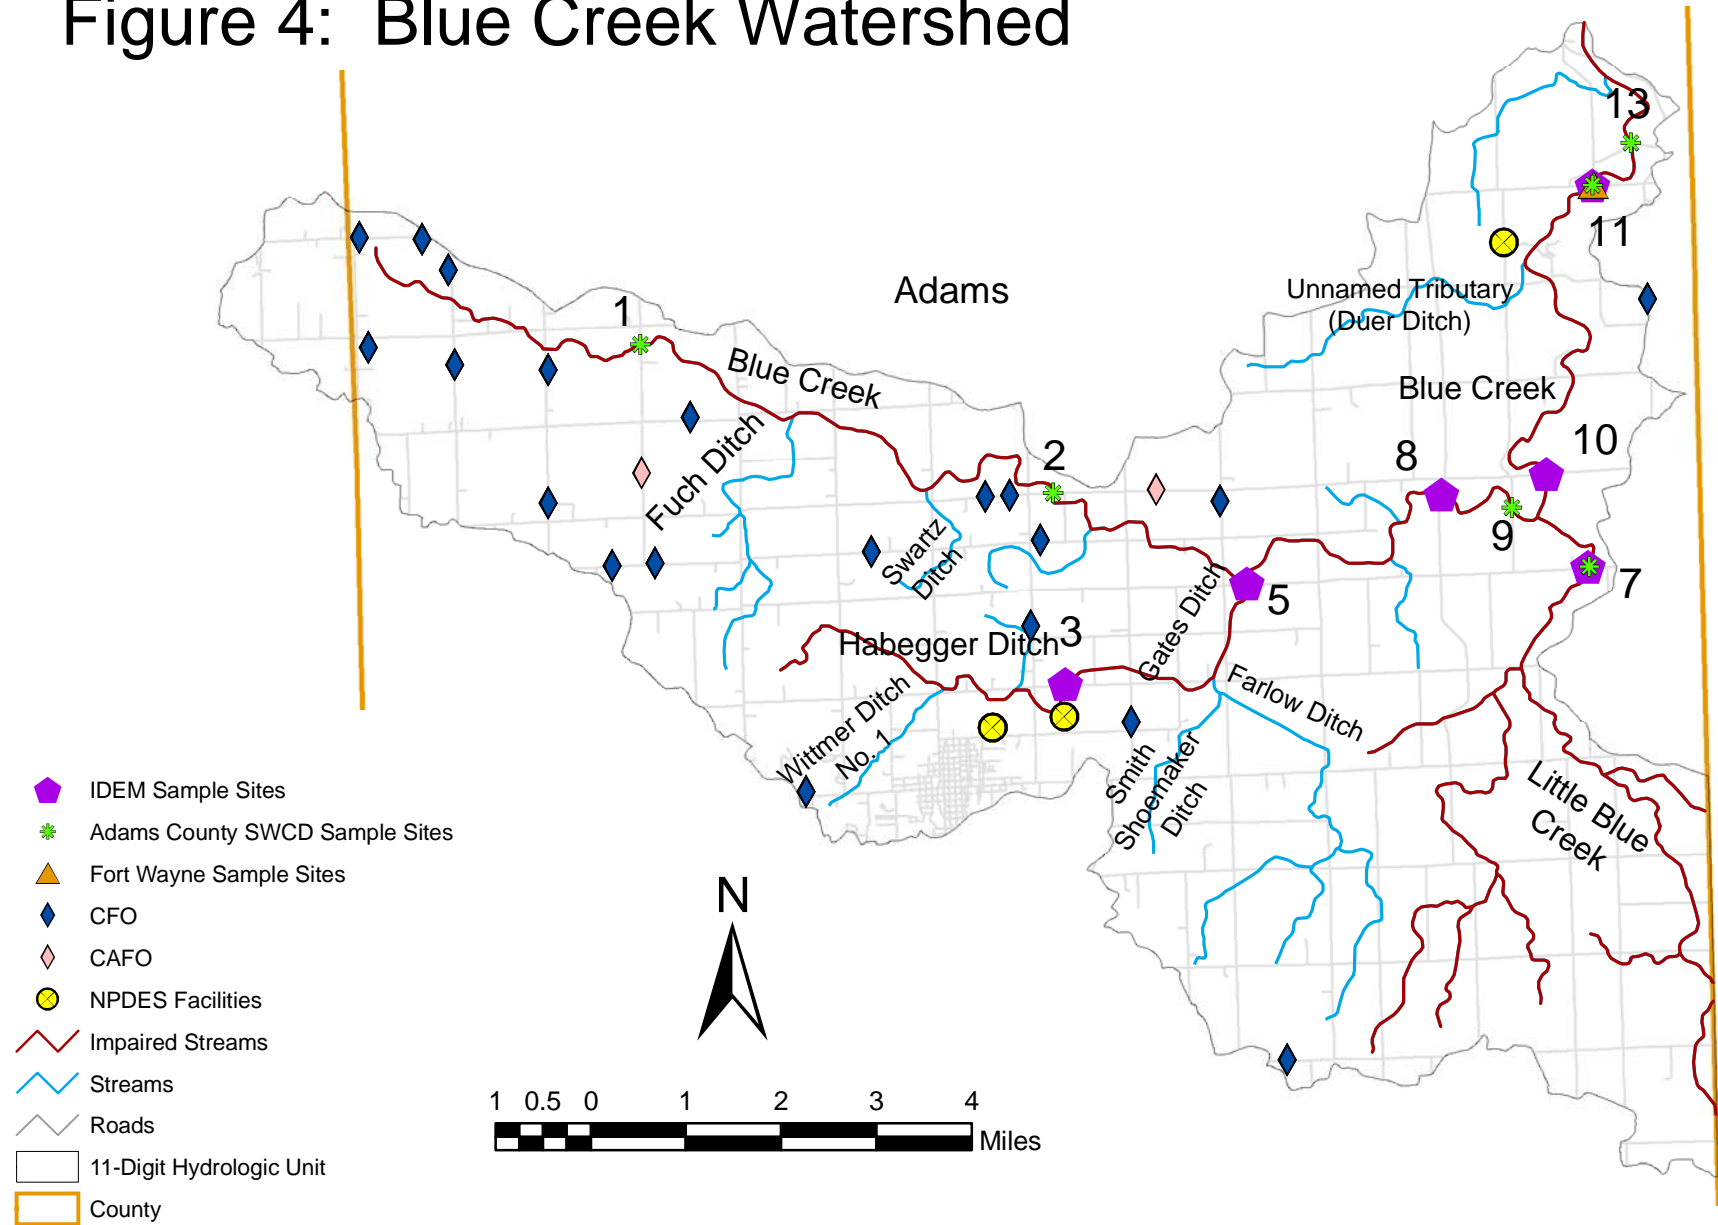 Figure 4: Blue Creek Watershed
13
11
Adams
Unnamed Tributary
(Duer Ditch)
1
Blue Creek
Blue Creek
Fuch Ditch
2
8
10
9
Swartz
Ditch
7
5
Gates Ditch
3
Habegger Ditch
Farlow Ditch
Wittmer Ditch
No. 1
Smith
Shoemaker
Ditch
Little Blue
Creek
IDEM Sample Sites
Adams County SWCD Sample Sites
Fort Wayne Sample Sites
CFO
CAFO
NPDES Facilities
Impaired Streams
Streams
Roads
11-Digit Hydrologic Unit
County
N
1 0.5 0 1 2 3 4
Miles